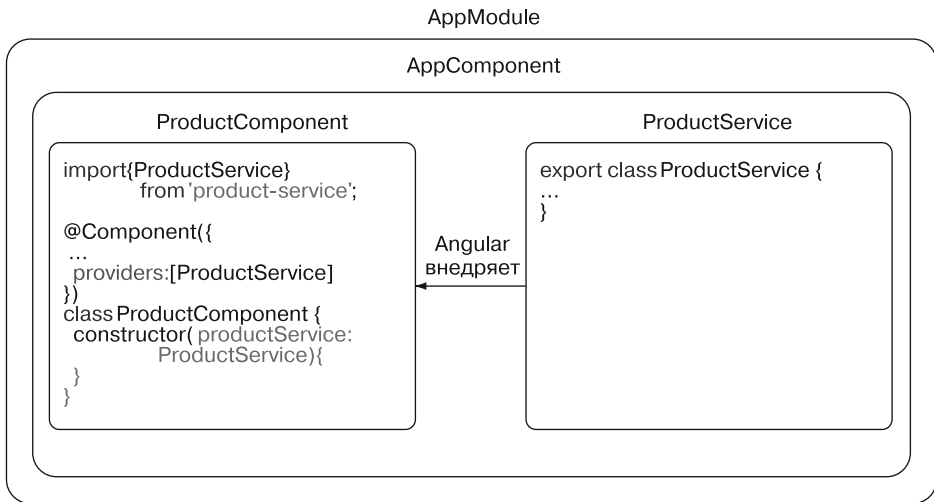 AppModule
AppComponent
ProductComponent
import{ProductService}
from 'product-service';
@Component({
...
providers:[ProductService]
})
class ProductComponent {
constructor( productService:
ProductService){
}
}
Angular
внедряет
ProductService
export class ProductService {
...
}